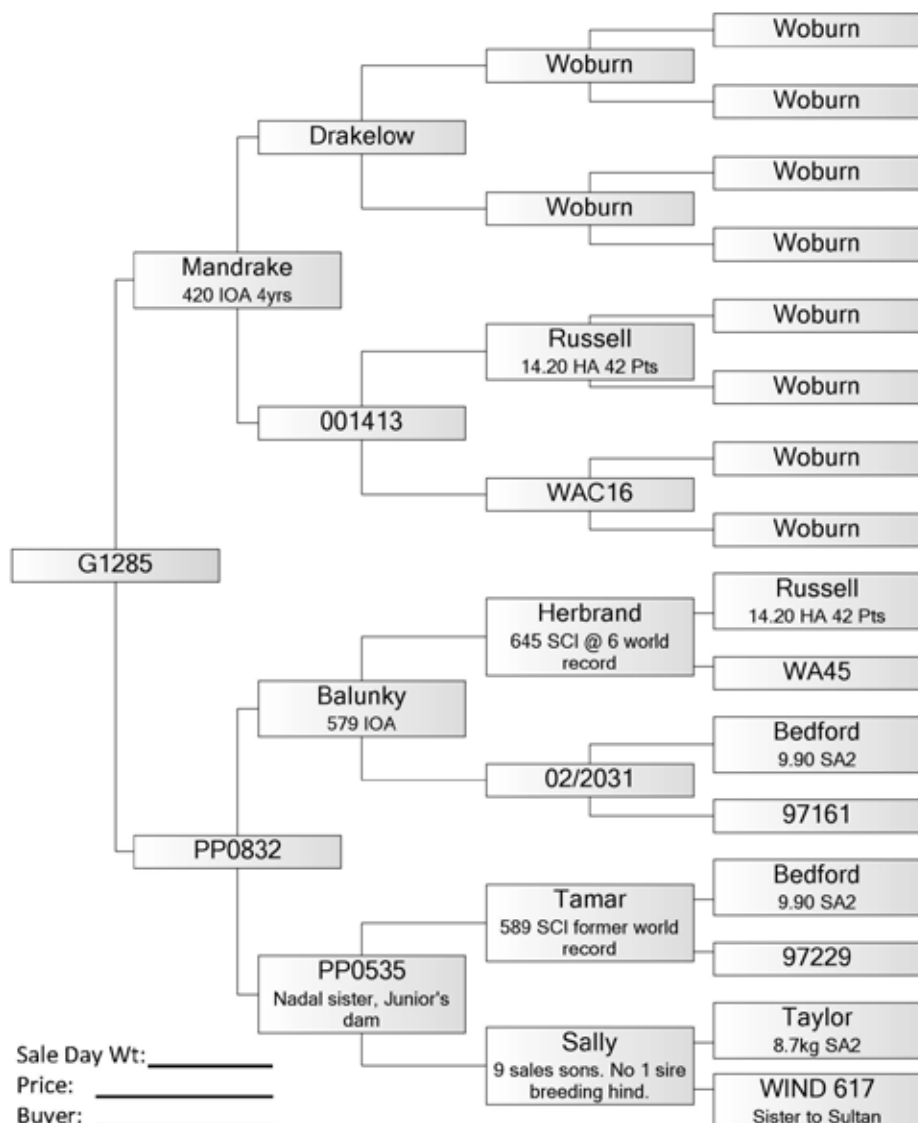 Woburn
Woburn
Woburn
Drakelow
Woburn
Woburn
Woburn
Mandrake
420 IOA 4yrs
Woburn
Russell
14.20 HA 42 Pts
Woburn
001413
Woburn
WAC16
Woburn
G1285
Russell
14.20 HA 42 Pts
Herbrand
645 SCI @ 6 world
record
WA45
Balunky
579 IOA
Bedford
9.90 SA2
02/2031
97161
PP0832
Bedford
9.90 SA2
Tamar
589 SCI former world
record
97229
PP0535
Nadal sister, Junior's
dam
Taylor
8.7kg SA2
Sally
9 sales sons. No 1 sire
breeding hind.
WIND 617
Sister to Sultan
Sale Day Wt:
Price:
Buyer: